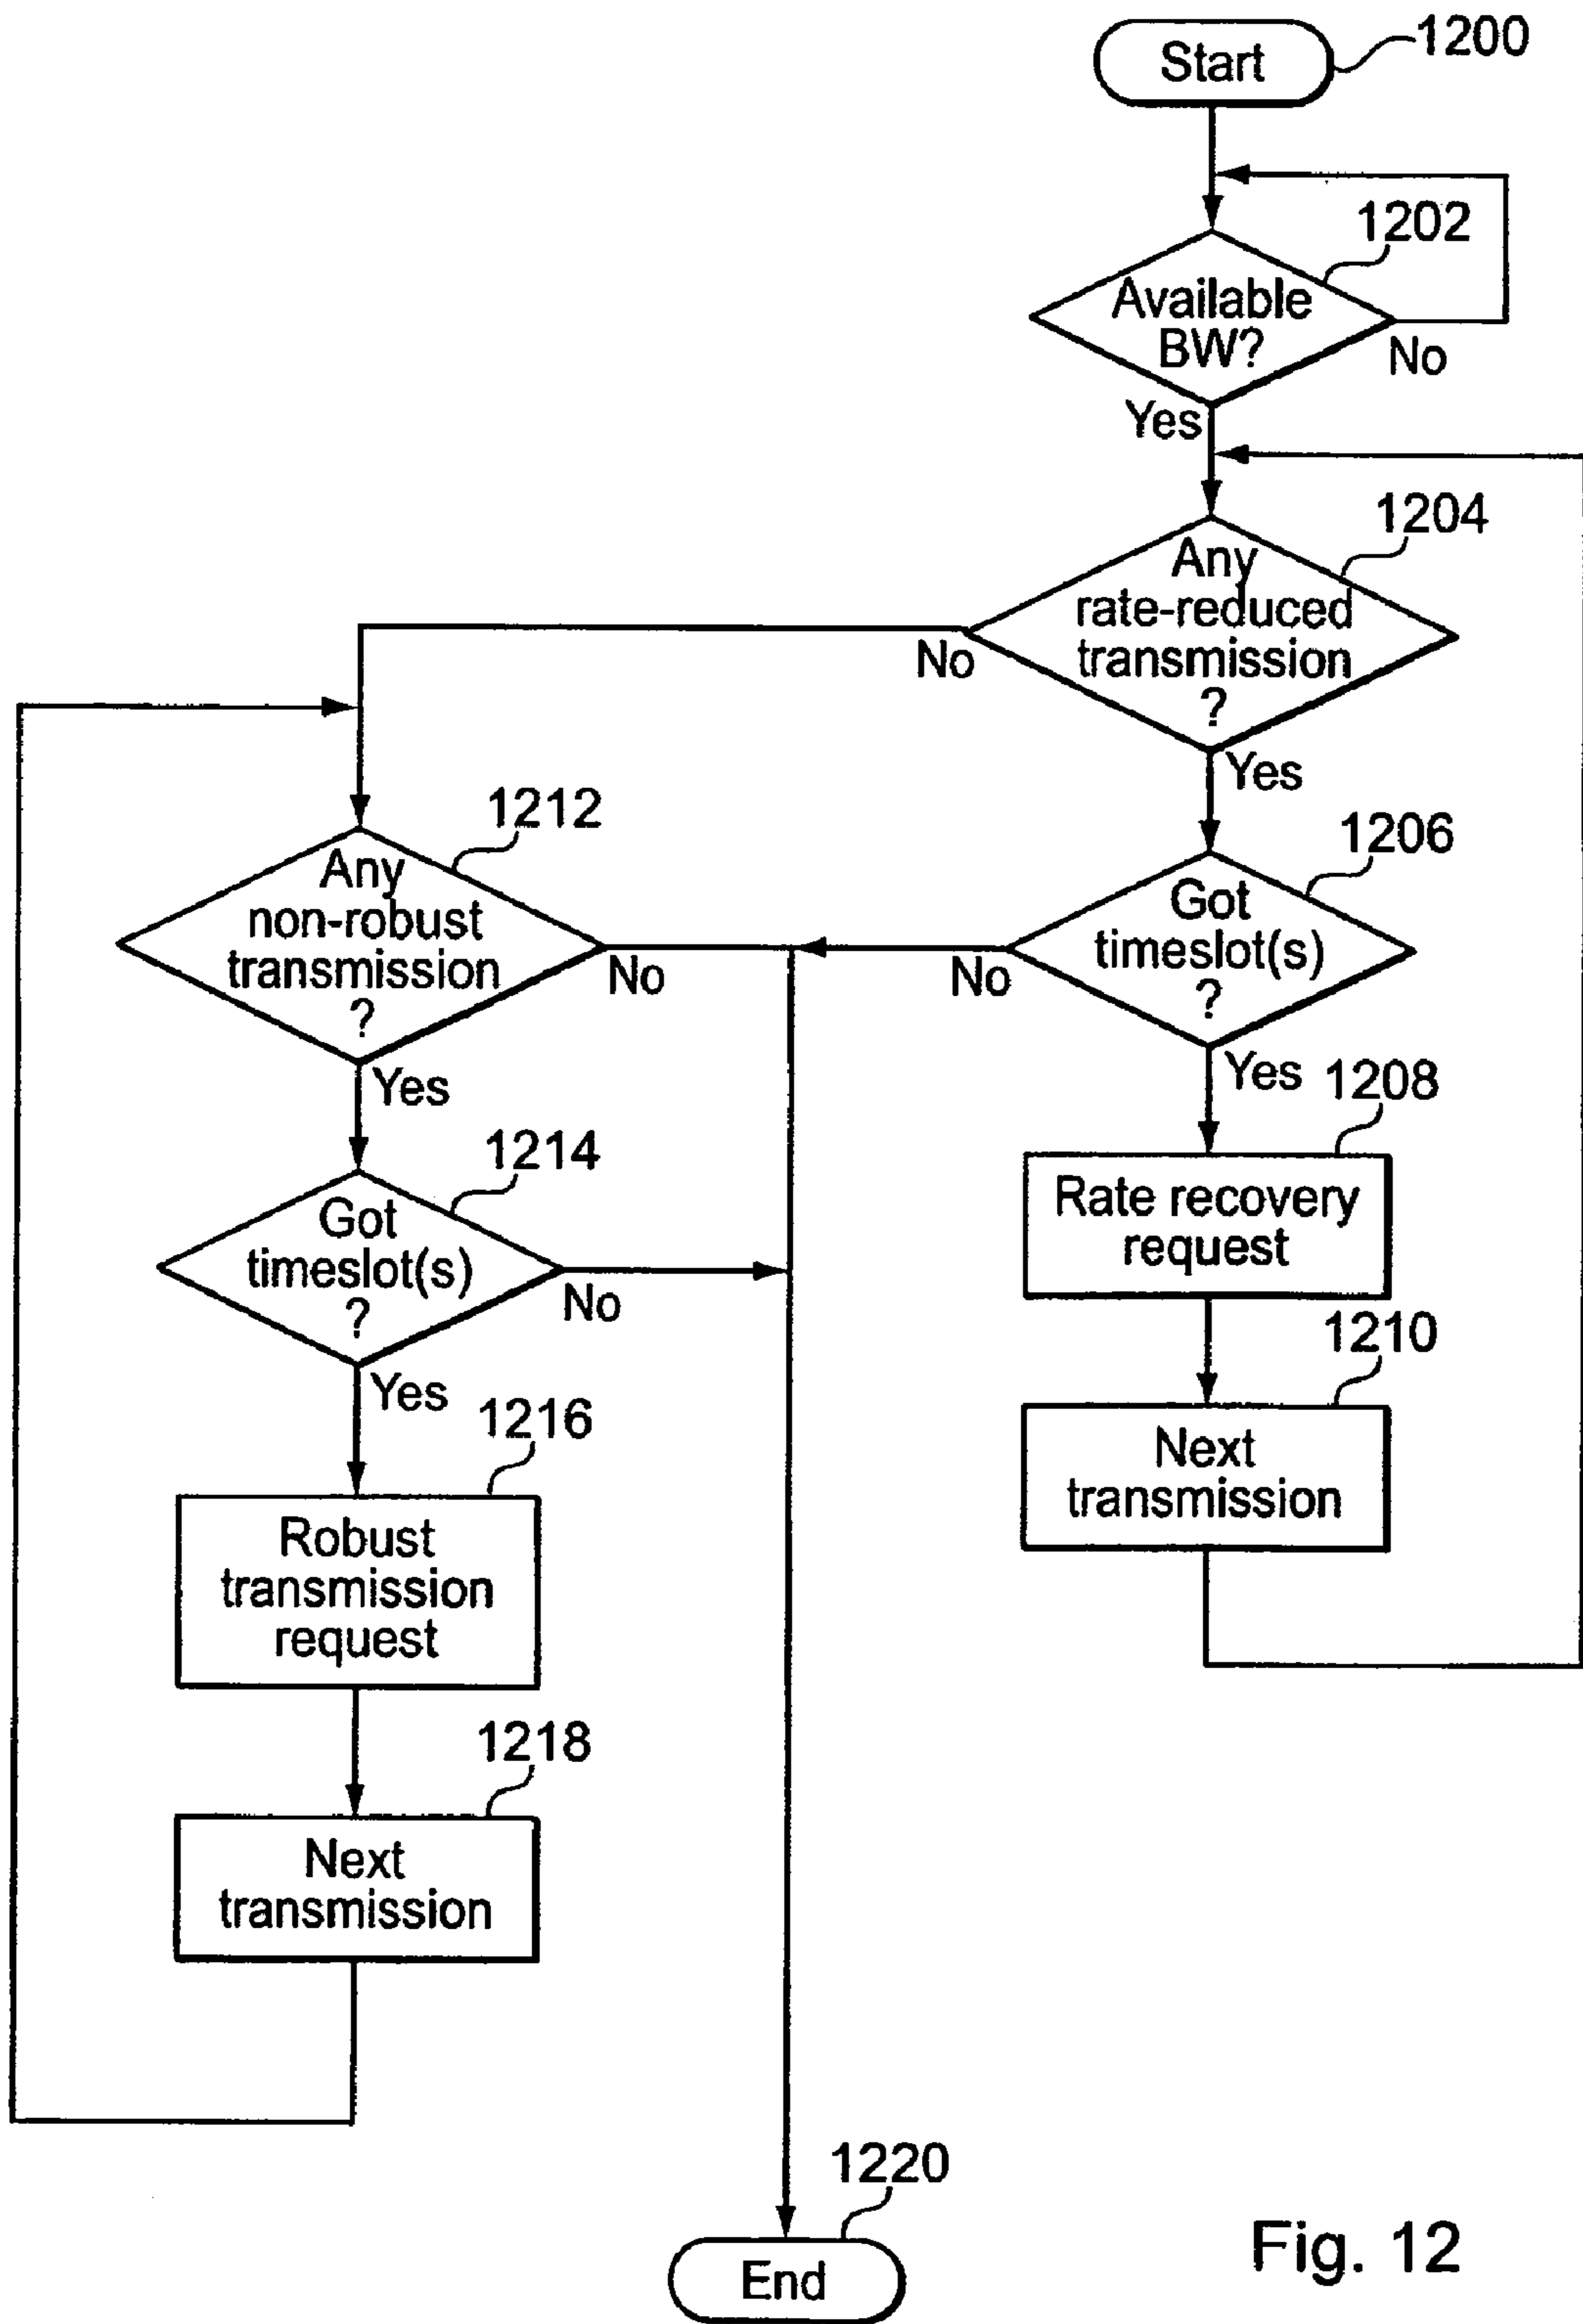 Start
1200
1202
Available
BW?
No
Yes
1204
Any
rate-reduced
transmission
?
No
Yes
1206
Got
timeslot(s)
?
No
Yes
1208
Rate recovery
request
1210
Next
transmission
1212
Any
non-robust
transmission
?
No
Yes
1214
Got
timeslot(s)
?
No
Yes
1216
Robust
transmission
request
1218
Next
transmission
1220
End
Fig. 12